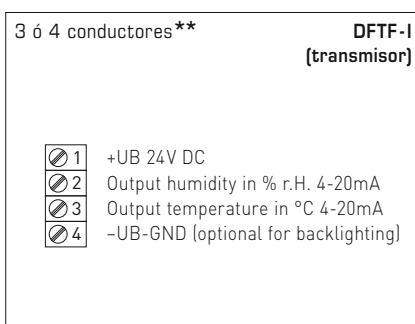 3 ó 4 conductores**
DFTF-I
(transmisor)
1 +UB 24V DC
2 Output humidity in % r.H. 4-20mA
3 Output temperature in °C 4-20mA
4 –UB-GND (optional for backlighting)